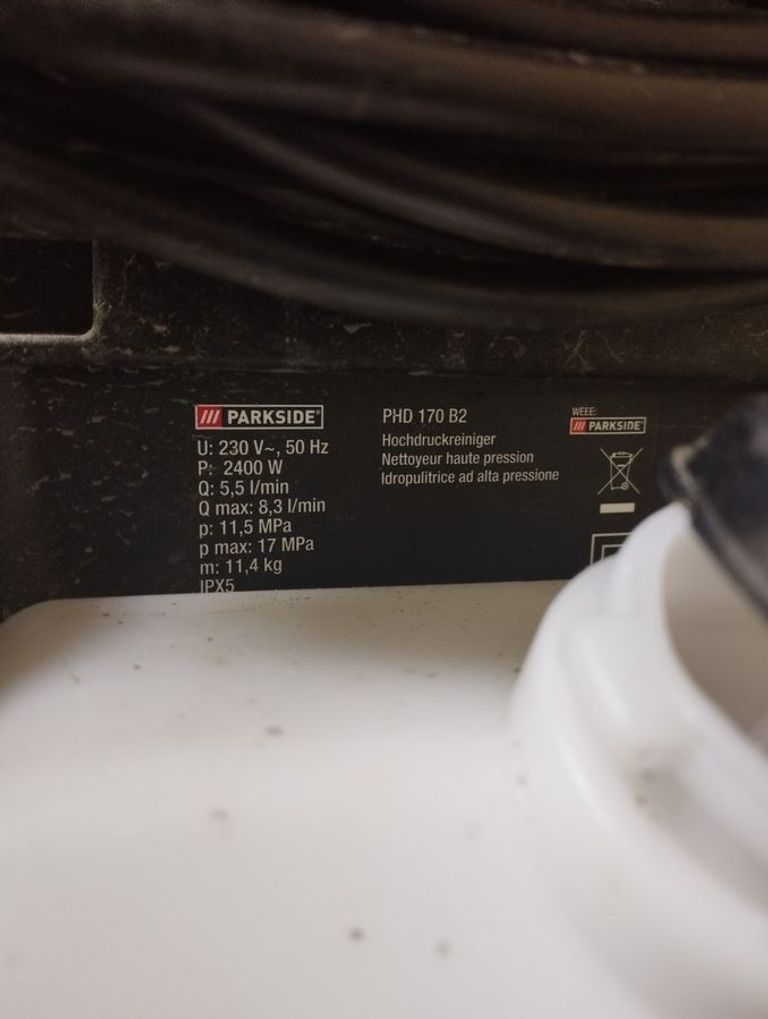 PARKSIDE®
U: 230 V~, 50 Hz
P: 2400 W
Q: 5,5 l/min
Q max: 8,3 l/min
p: 11,5 MPa
p max: 17 MPa
m: 11,4 kg
IPX5
PHD 170 B2
Hochdruckreiniger
Nettoyeur haute pression
Idropulitrice ad alta pressione
WEEE:
PARKSIDE®